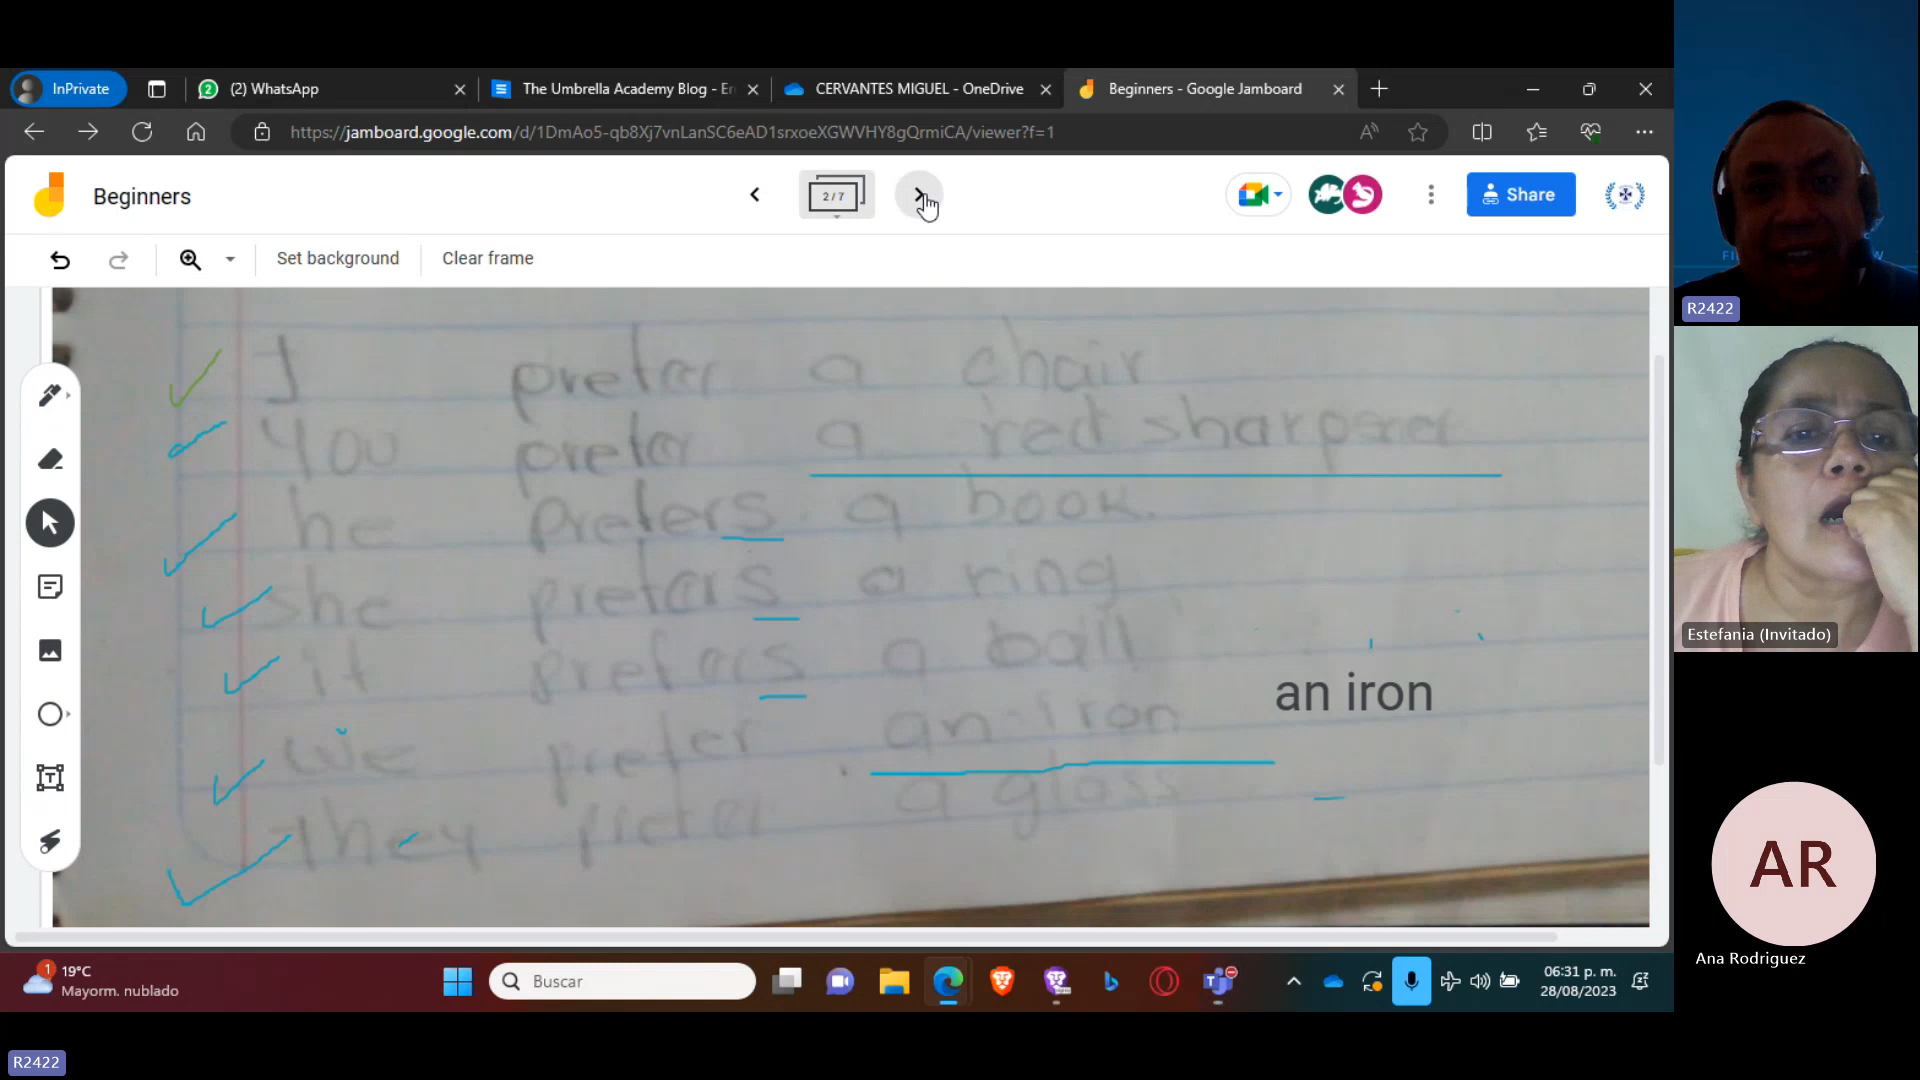 InPrivate
(2) WhatsApp
The Umbrella Academy Blog - En
CERVANTES MIGUEL - OneDrive
Beginners - Google Jamboard
https://jamboard.google.com/d/1DmAo5-qb8Xj7vnLanSC6eAD1srxoeXGWVHY8gQrmiCA/viewer?f=1
Beginners
2 / 7
Share
Set background
Clear frame
I prefer a chair
You prefer a red sharpener
he prefers a book.
she prefers a ring
it prefers a ball
an iron
we prefer an iron
they prefer a glass
R2422
Estefania (Invitado)
AR
Ana Rodriguez
1
19°C
Mayorm. nublado
Buscar
06:31 p. m.
28/08/2023
R2422